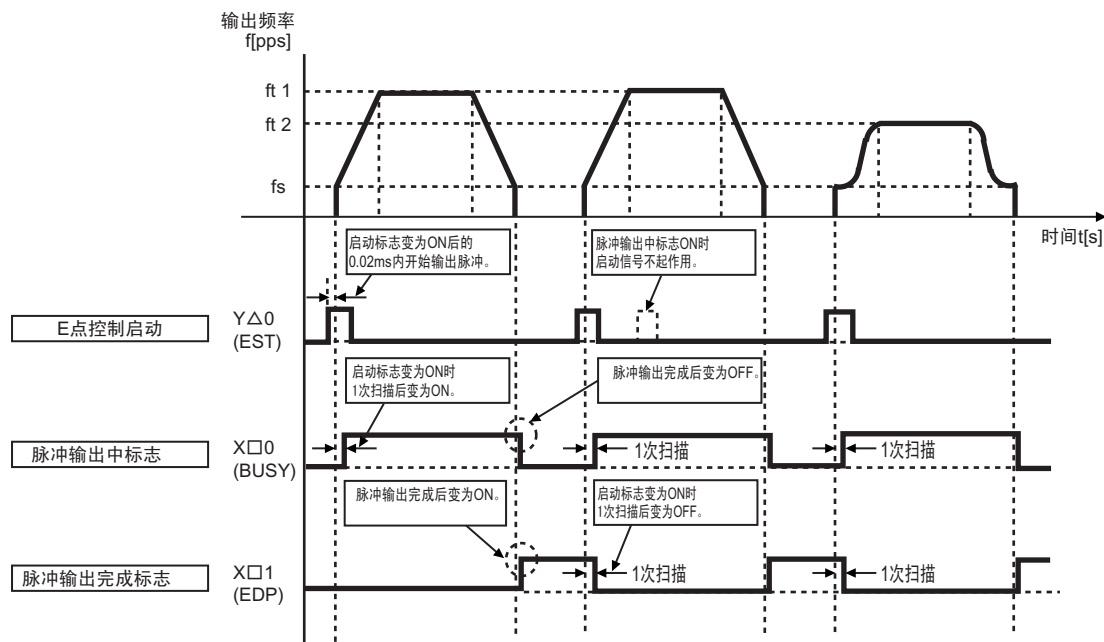 输出频率
f[pps]
ft 1
ft 2
fs
时间t[s]
启动标志变为ON后的
0.02ms内开始输出脉冲。
脉冲输出中标志ON时
启动信号不起作用。
E点控制启动
Y△0
(EST)
启动标志变为ON时
1次扫描后变为ON。
脉冲输出完成后变为OFF。
脉冲输出中标志
X□0
(BUSY)
1次扫描
1次扫描
脉冲输出完成后变为ON。
启动标志变为ON时
1次扫描后变为OFF。
脉冲输出完成标志
X□1
(EDP)
1次扫描
1次扫描